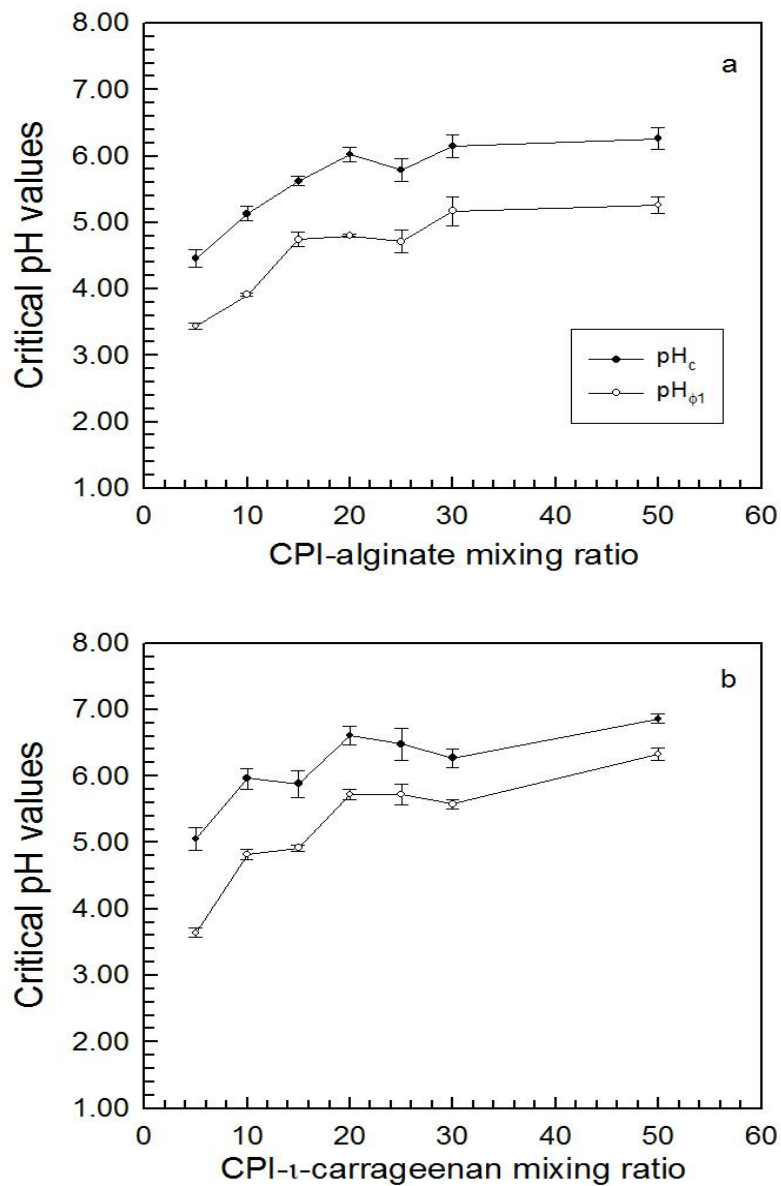 8.00
a
7.00
6.00
5.00
4.00
3.00
2.00
1.00
Critical pH values
pHc
pHϕ1
0 10 20 30 40 50 60
CPI-alginate mixing ratio
8.00
b
7.00
6.00
5.00
4.00
3.00
2.00
1.00
Critical pH values
0 10 20 30 40 50 60
CPI-ι-carrageenan mixing ratio